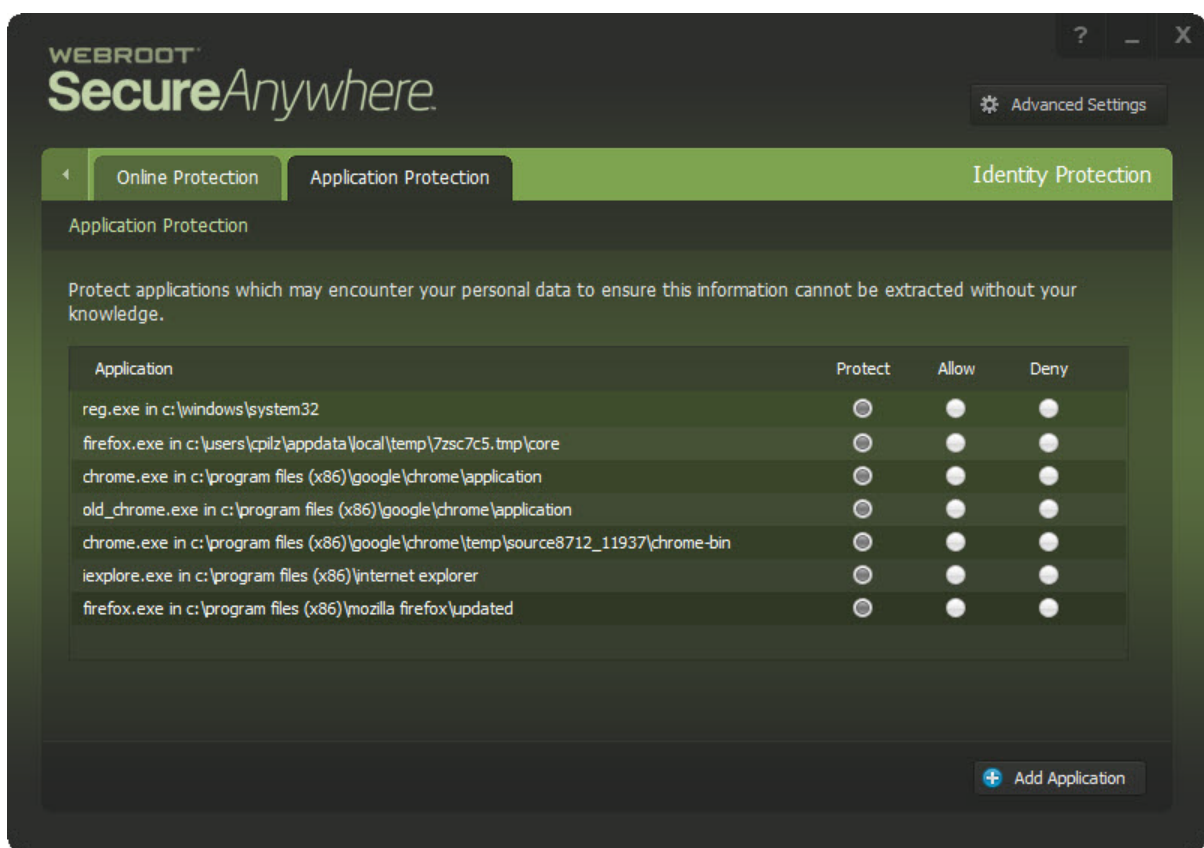 ? _ X
WEBROOT
SecureAnywhere™
Advanced Settings
Online Protection Application Protection Identity Protection
Application Protection
Protect applications which may encounter your personal data to ensure this information cannot be extracted without your
knowledge.
Application Protect Allow Deny
reg.exe in c:\windows\system32
firefox.exe in c:\users\cpilz\appdata\local\temp\7zsc7c5.tmp\core
chrome.exe in c:\program files (x86)\google\chrome\application
old_chrome.exe in c:\program files (x86)\google\chrome\application
chrome.exe in c:\program files (x86)\google\chrome\temp\source8712_11937\chrome-bin
iexplore.exe in c:\program files (x86)\internet explorer
firefox.exe in c:\program files (x86)\mozilla firefox\updated
Add Application